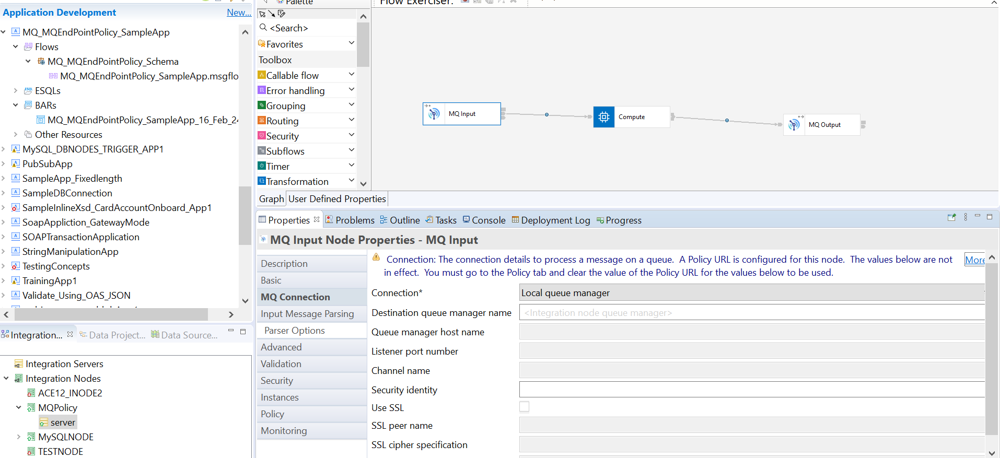 Application Development
New...
MQ_MQEndPointPolicy_SampleApp
Flows
MQ_MQEndPointPolicy_Schema
MQ_MQEndPointPolicy_SampleApp.msgflo
ESQLs
BARs
MQ_MQEndPointPolicy_SampleApp_16_Feb_24
Other Resources
MySQL_DBNODES_TRIGGER_APP1
PubSubApp
SampleApp_Fixedlength
SampleDBConnection
SampleInlineXsd_CardAccountOnboard_App1
SoapAppliction_GatewayMode
SOAPTransactionApplication
StringManipulationApp
TestingConcepts
TrainingApp1
Validate_Using_OAS_JSON
Integration...
Data Project...
Data Source...
Integration Servers
Integration Nodes
ACE12_INODE2
MQPolicy
server
MySQLNODE
TESTNODE
Palette
<Search>
Favorites
Toolbox
Callable flow
Error handling
Grouping
Routing
Security
Subflows
Timer
Transformation
Flow Exerciser:
MQ Input
Compute
MQ Output
Graph
User Defined Properties
Properties
Problems
Outline
Tasks
Console
Deployment Log
Progress
MQ Input Node Properties - MQ Input
Description
Basic
MQ Connection
Input Message Parsing
Parser Options
Advanced
Validation
Security
Instances
Policy
Monitoring
Connection: The connection details to process a message on a queue. A Policy URL is configured for this node. The values below are not
in effect. You must go to the Policy tab and clear the value of the Policy URL for the values below to be used.
More
Connection*
Local queue manager
Destination queue manager name
<Integration node queue manager>
Queue manager host name
Listener port number
Channel name
Security identity
Use SSL
SSL peer name
SSL cipher specification